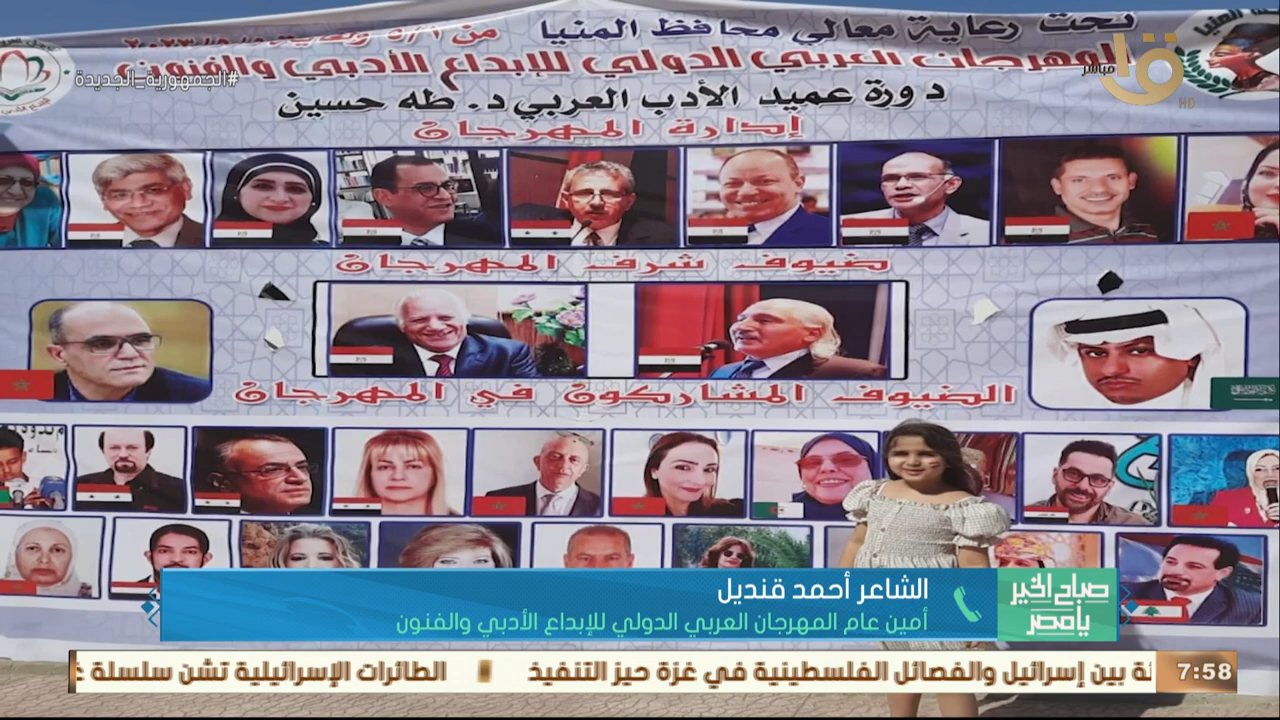 تحت رعاية معالي محافظ المنيا
المهرجان العربي الدولي للإبداع الأدبي والفنون
دورة عميد الأدب العربي د. طه حسين
إدارة المهرجان
ضيوف شرف المهرجان
الضيوف المشاركون في المهرجان
مباشر
HD
#الجمهورية_الجديدة
صباح الخير
يا مصر
الشاعر أحمد قنديل
أمين عام المهرجان العربي الدولي للإبداع الأدبي والفنون
7:58
بين إسرائيل والفصائل الفلسطينية في غزة حيز التنفيذ
الطائرات الإسرائيلية تشن سلسلة